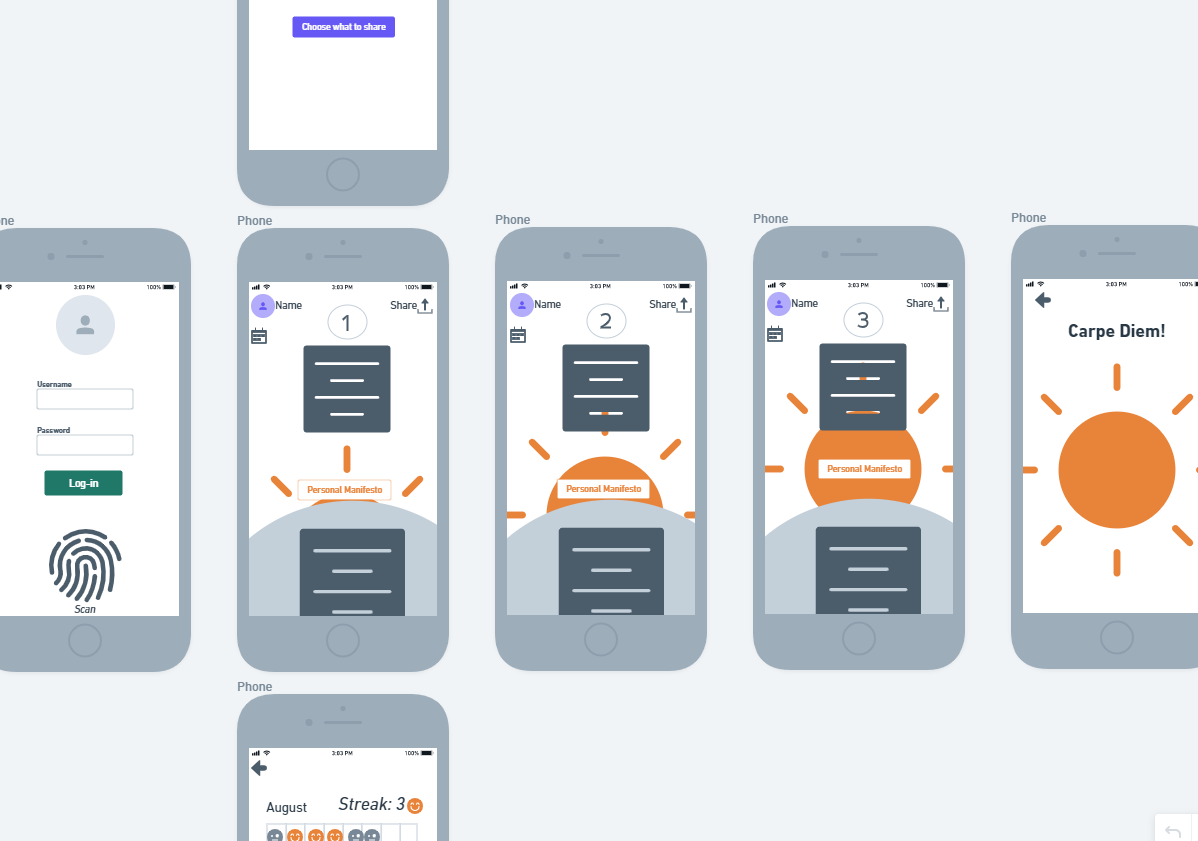 Choose what to share
ne
Phone
Phone
Phone
Phone
3:03 PM
100%
Username
Password
Log-in
Scan
3:03 PM
100%
Name
Share
1
Personal Manifesto
3:03 PM
100%
Name
Share
2
Personal Manifesto
3:03 PM
100%
Name
Share
3
Personal Manifesto
3:03 PM
100%
Carpe Diem!
Phone
3:03 PM
100%
August
Streak: 3